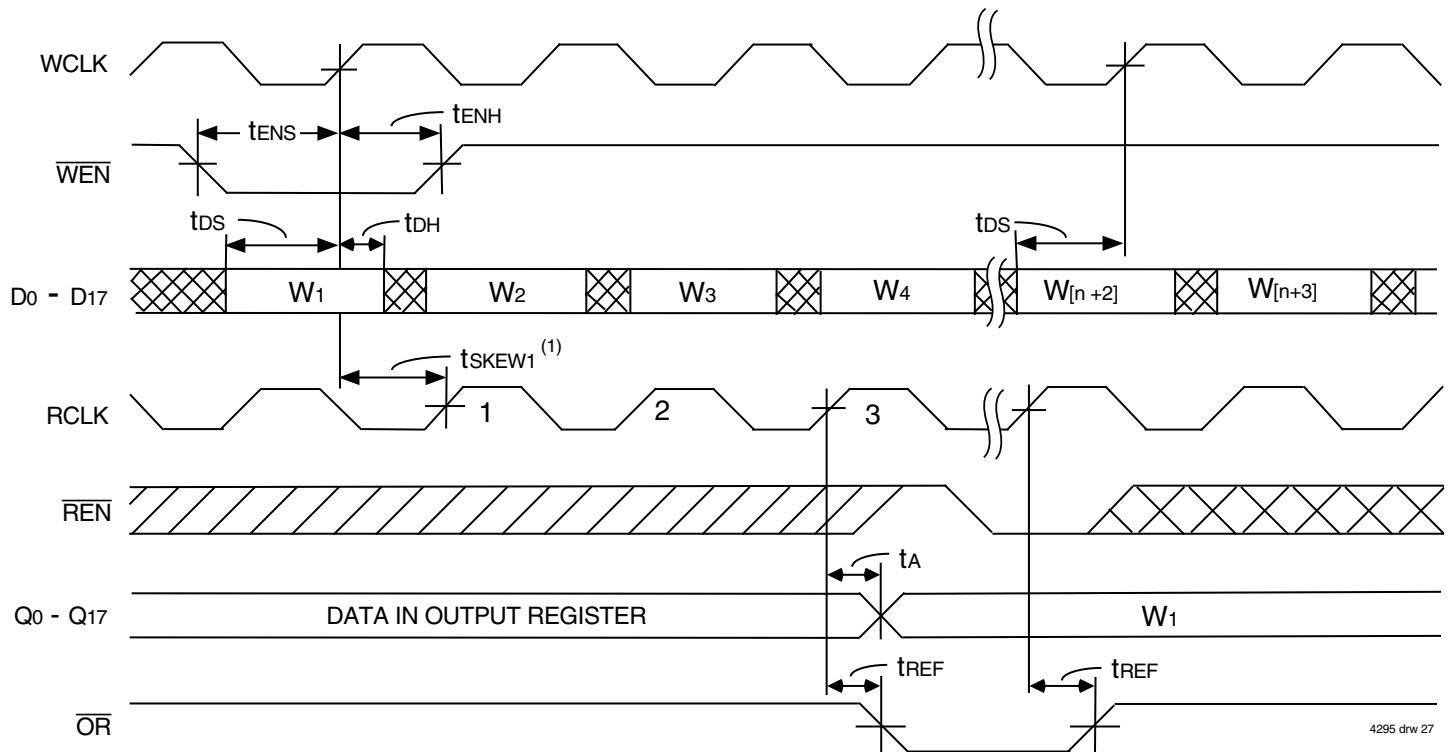 WCLK
tENS
tENH
WEN
tDS
tDH
tDS
D0 - D17
W1
W2
W3
W4
W[n +2]
W[n+3]
tSKEW1 (1)
RCLK
1
2
3
REN
tA
Q0 - Q17
DATA IN OUTPUT REGISTER
W1
tREF
tREF
OR
4295 drw 27